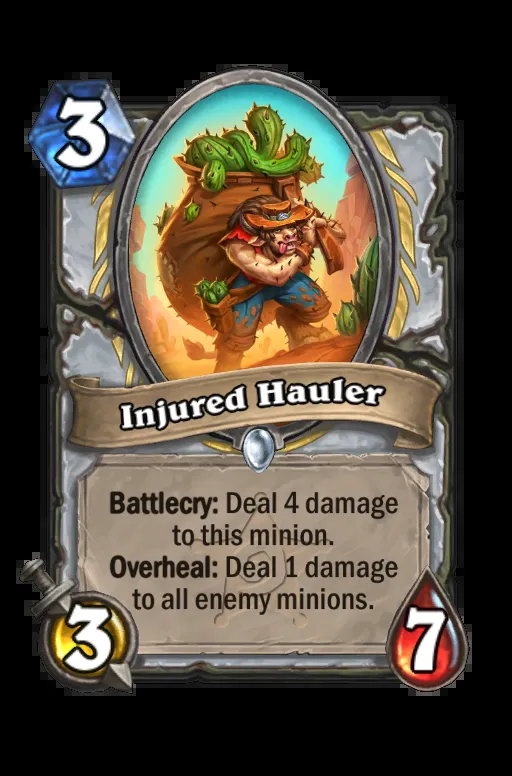 3
Injured Hauler
Battlecry: Deal 4 damage
to this minion.
Overheal: Deal 1 damage
to all enemy minions.
3
7